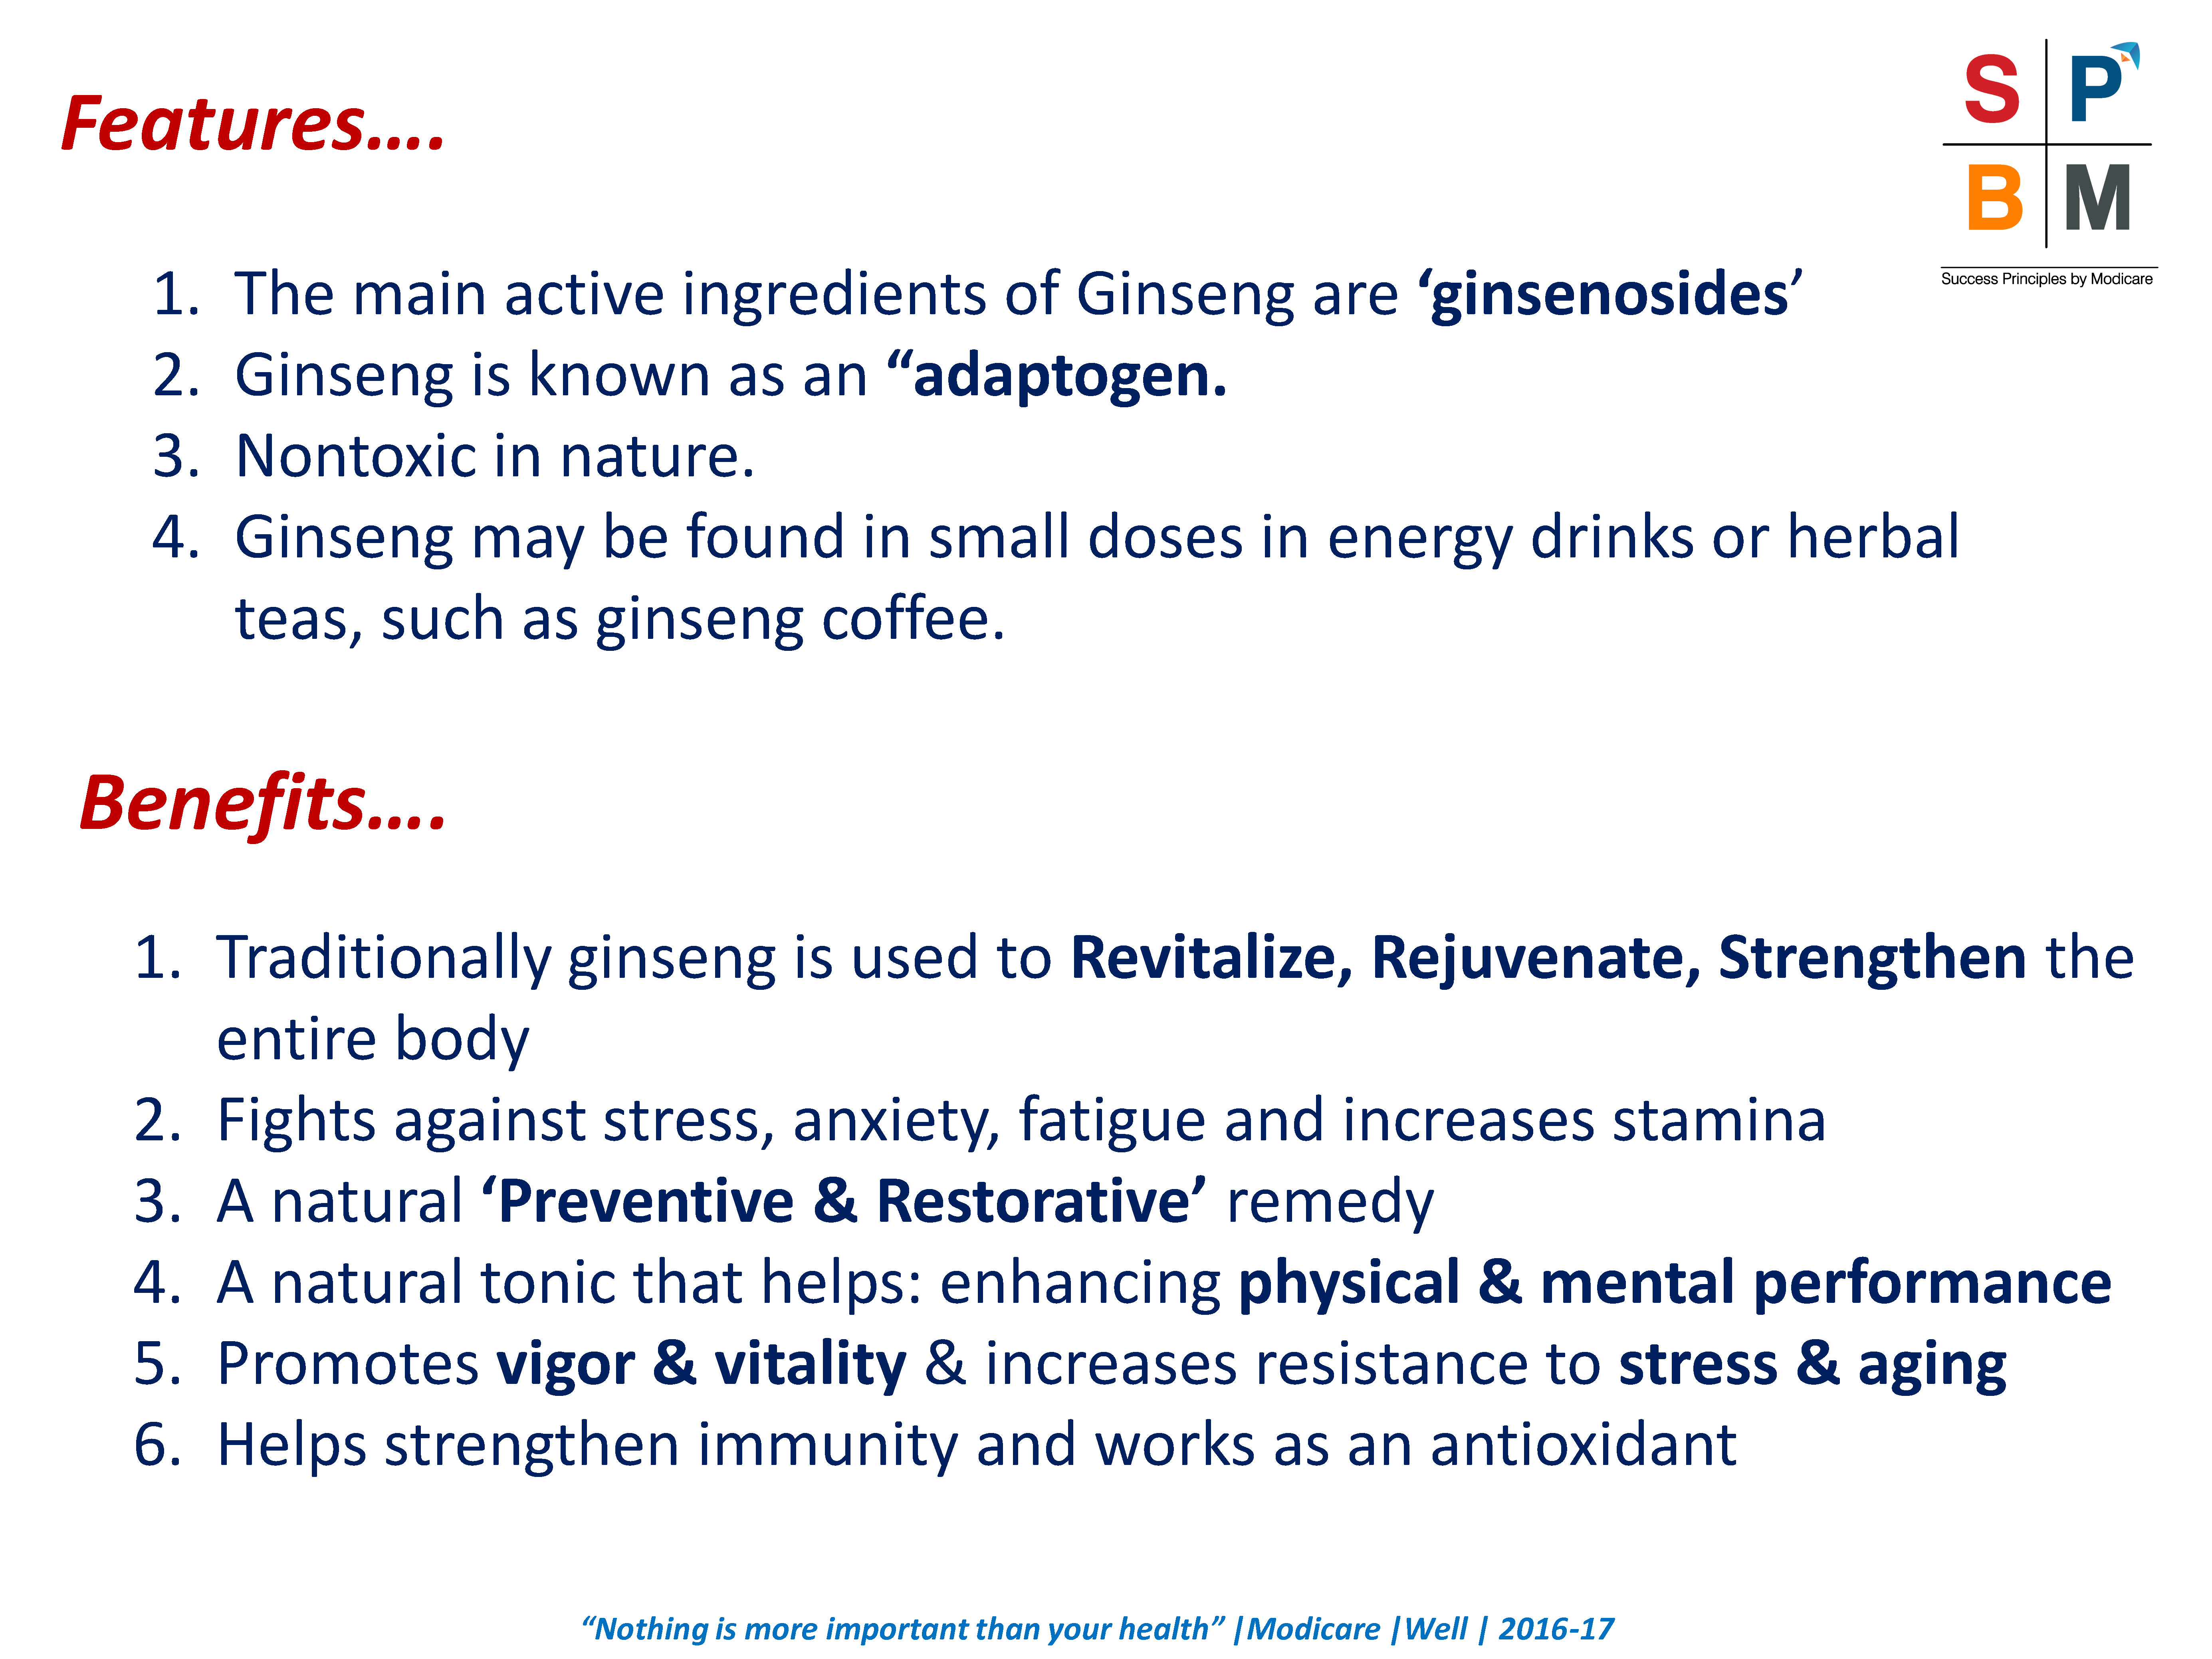 Features….
S P
B M
Success Principles by Modicare
1. The main active ingredients of Ginseng are ‘ginsenosides’
2. Ginseng is known as an “adaptogen.
3. Nontoxic in nature.
4. Ginseng may be found in small doses in energy drinks or herbal
teas, such as ginseng coffee.
Benefits….
1. Traditionally ginseng is used to Revitalize, Rejuvenate, Strengthen the
entire body
2. Fights against stress, anxiety, fatigue and increases stamina
3. A natural ‘Preventive & Restorative’ remedy
4. A natural tonic that helps: enhancing physical & mental performance
5. Promotes vigor & vitality & increases resistance to stress & aging
6. Helps strengthen immunity and works as an antioxidant
“Nothing is more important than your health” |Modicare |Well | 2016-17